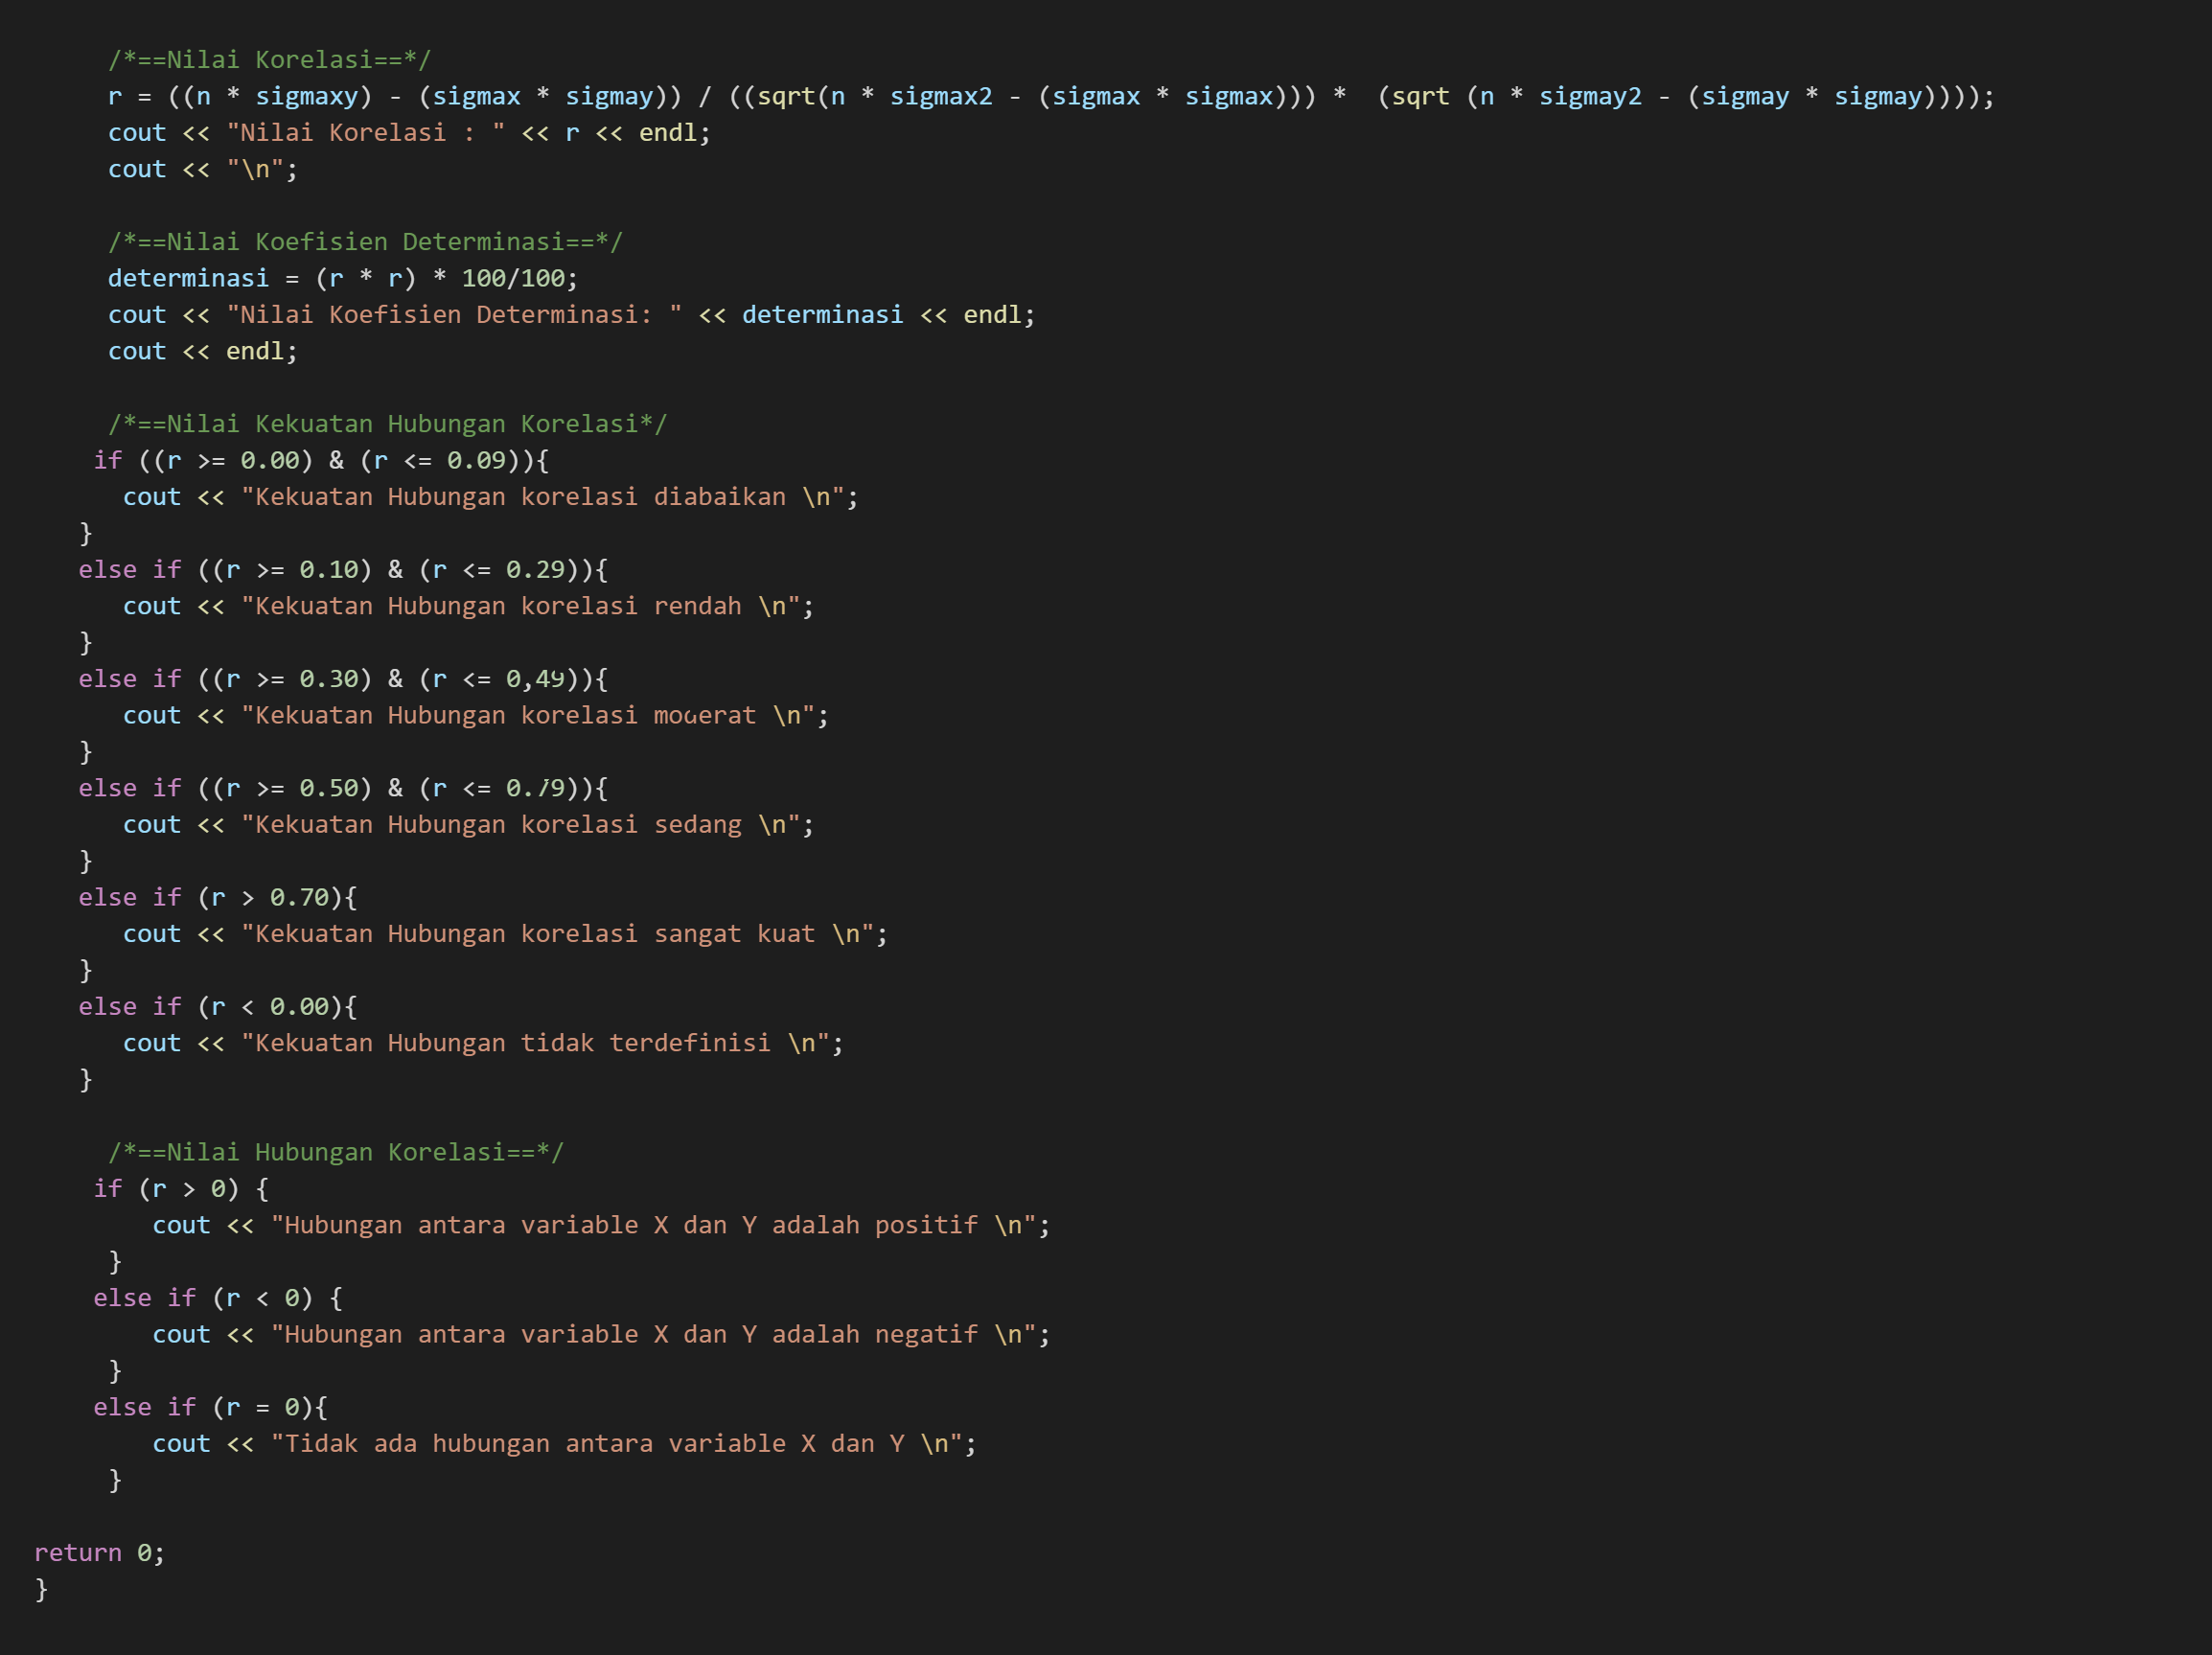 /*==Nilai Korelasi==*/
r = ((n * sigmaxy) - (sigmax * sigmay)) / ((sqrt(n * sigmax2 - (sigmax * sigmax))) *  (sqrt (n * sigmay2 - (sigmay * sigmay))));
cout << "Nilai Korelasi : " << r << endl;
cout << "\n";
/*==Nilai Koefisien Determinasi==*/
determinasi = (r * r) * 100/100;
cout << "Nilai Koefisien Determinasi: " << determinasi << endl;
cout << endl;
/*==Nilai Kekuatan Hubungan Korelasi*/
if ((r >= 0.00) & (r <= 0.09)){
cout << "Kekuatan Hubungan korelasi diabaikan \n";
}
else if ((r >= 0.10) & (r <= 0.29)){
cout << "Kekuatan Hubungan korelasi rendah \n";
}
else if ((r >= 0.30) & (r <= 0,49)){
cout << "Kekuatan Hubungan korelasi moderat \n";
}
else if ((r >= 0.50) & (r <= 0.79)){
cout << "Kekuatan Hubungan korelasi sedang \n";
}
else if (r > 0.70){
cout << "Kekuatan Hubungan korelasi sangat kuat \n";
}
else if (r < 0.00){
cout << "Kekuatan Hubungan tidak terdefinisi \n";
}
/*==Nilai Hubungan Korelasi==*/
if (r > 0) {
cout << "Hubungan antara variable X dan Y adalah positif \n";
}
else if (r < 0) {
cout << "Hubungan antara variable X dan Y adalah negatif \n";
}
else if (r = 0){
cout << "Tidak ada hubungan antara variable X dan Y \n";
}
return 0;
}